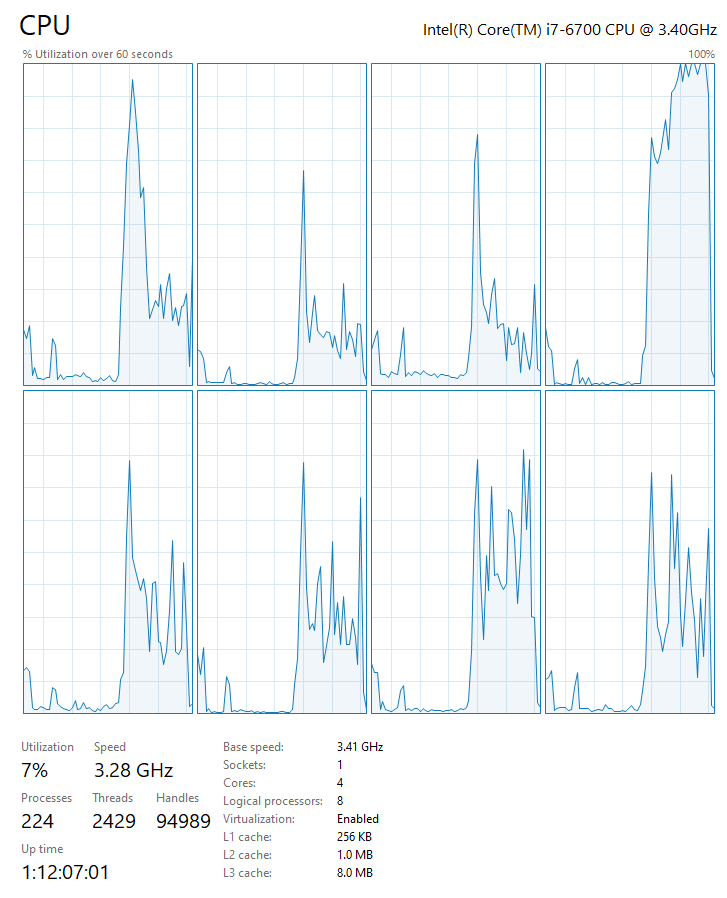 CPU
Intel(R) Core(TM) i7-6700 CPU @ 3.40GHz
% Utilization over 60 seconds
100%
Utilization
Speed
7%
3.28 GHz
Processes
Threads
Handles
224
2429
94989
Up time
1:12:07:01
Base speed: 3.41 GHz
Sockets: 1
Cores: 4
Logical processors: 8
Virtualization: Enabled
L1 cache: 256 KB
L2 cache: 1.0 MB
L3 cache: 8.0 MB